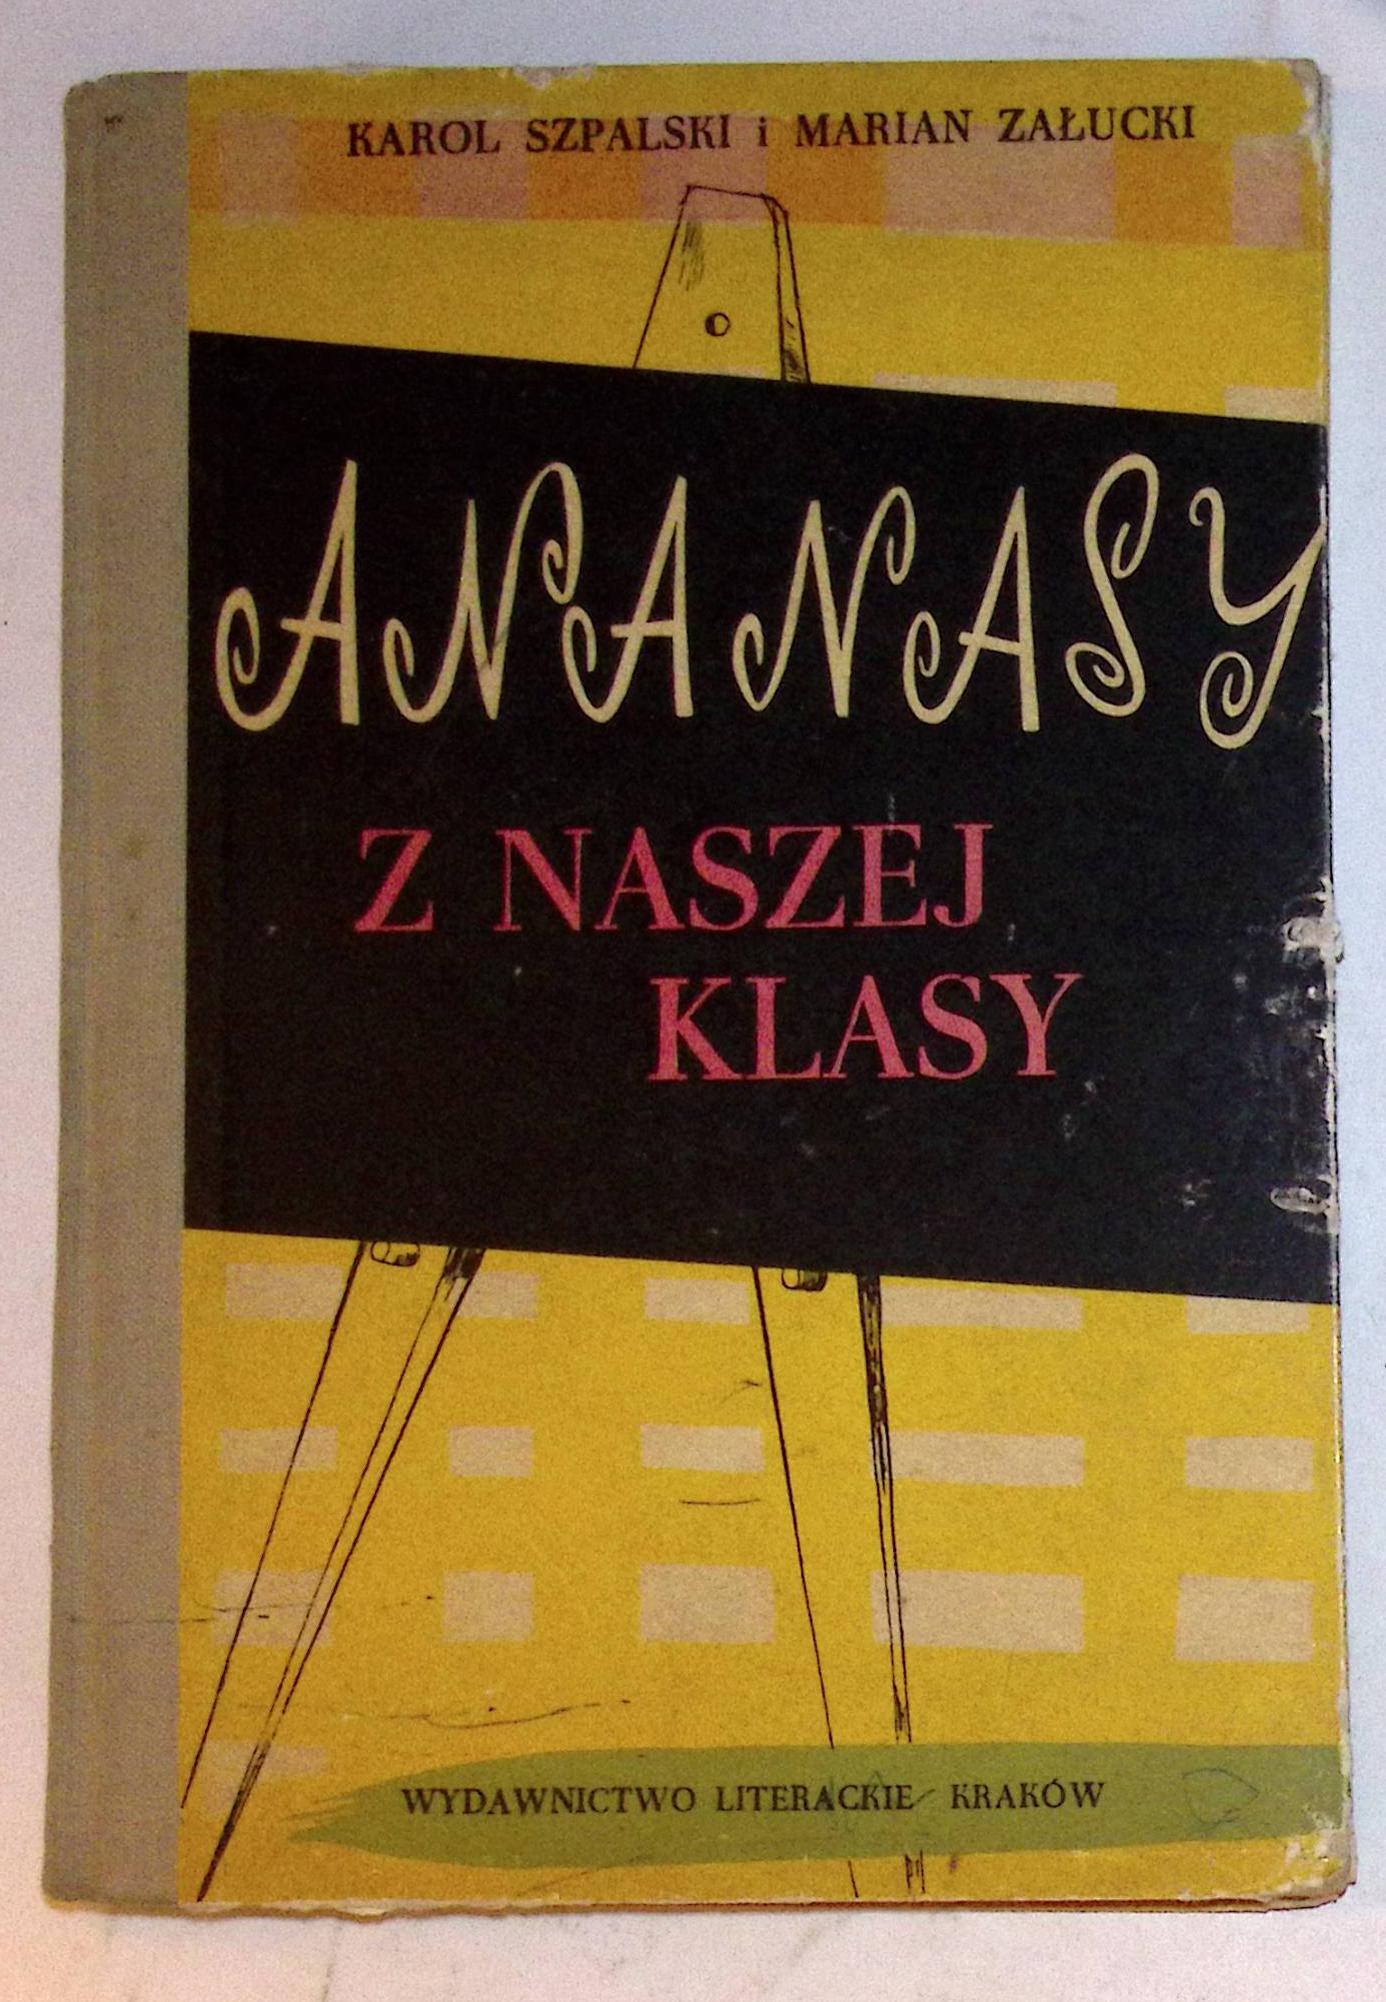 KAROL SZPALSKI i MARIAN ZAŁUCKI
ANANASY
Z NASZEJ
KLASY
WYDAWNICTWO LITERACKIE KRAKÓW